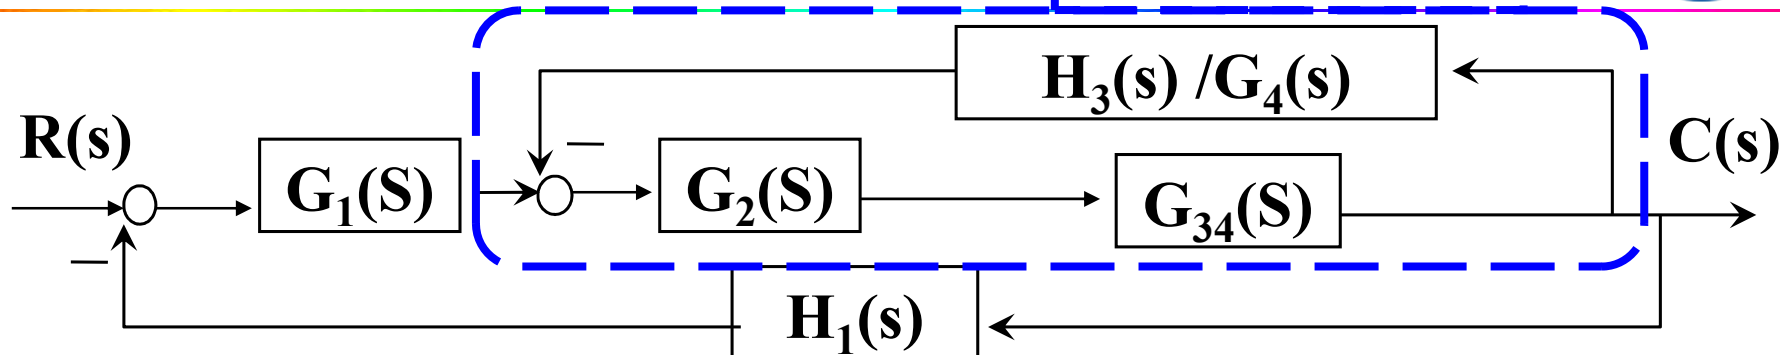 H₃(s) /G₄(s)
R(s)
C(s)
G₁(S)
G₂(S)
G₃₄(S)
H₁(s)
–
–